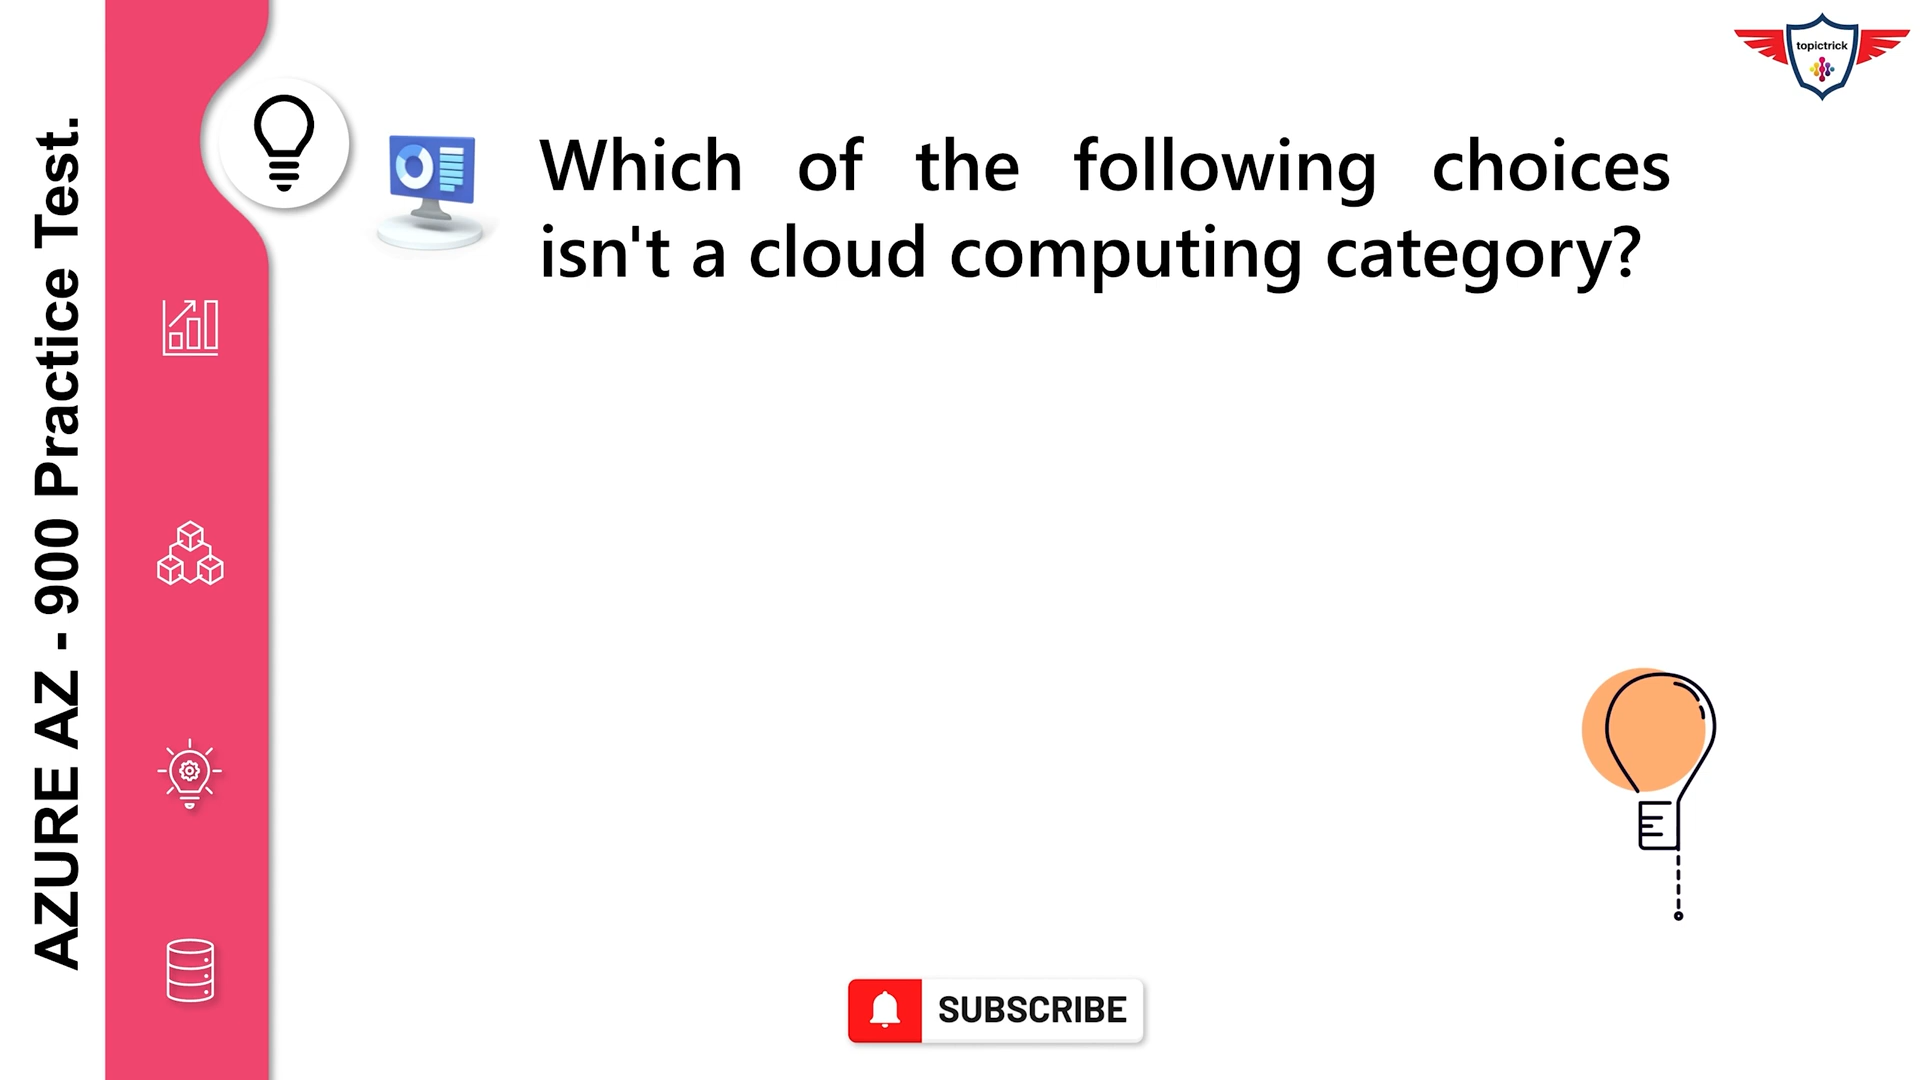 AZURE AZ - 900 Practice Test.
topictrick
Which of the following choices
isn't a cloud computing category?
SUBSCRIBE